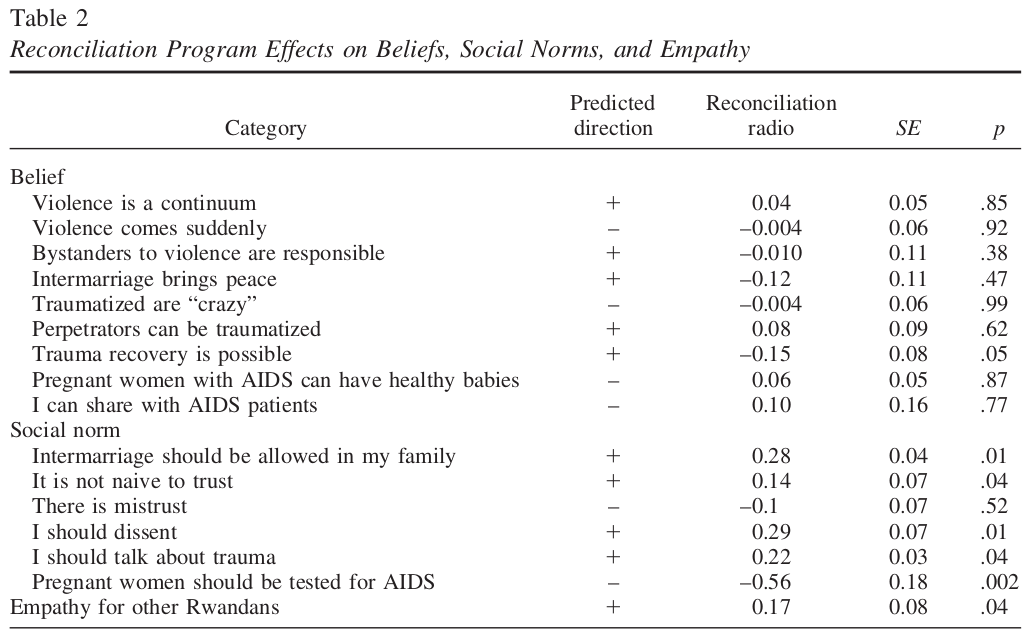 Table 2
Reconciliation Program Effects on Beliefs, Social Norms, and Empathy
Predicted Reconciliation
Category direction radio SE p
Belief
Violence is a continuum + 0.04 0.05 .85
Violence comes suddenly – –0.004 0.06 .92
Bystanders to violence are responsible + –0.010 0.11 .38
Intermarriage brings peace + –0.12 0.11 .47
Traumatized are “crazy” – –0.004 0.06 .99
Perpetrators can be traumatized + 0.08 0.09 .62
Trauma recovery is possible + –0.15 0.08 .05
Pregnant women with AIDS can have healthy babies – 0.06 0.05 .87
I can share with AIDS patients – 0.10 0.16 .77
Social norm
Intermarriage should be allowed in my family + 0.28 0.04 .01
It is not naive to trust + 0.14 0.07 .04
There is mistrust – –0.1 0.07 .52
I should dissent + 0.29 0.07 .01
I should talk about trauma + 0.22 0.03 .04
Pregnant women should be tested for AIDS – –0.56 0.18 .002
Empathy for other Rwandans + 0.17 0.08 .04